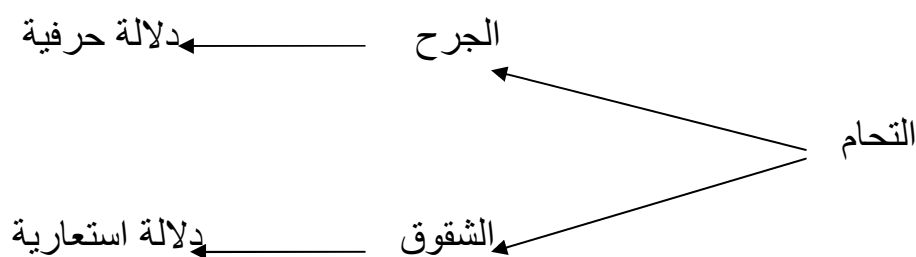 الجرح دلالة حرفية
التحام
الشقوق دلالة استعارية